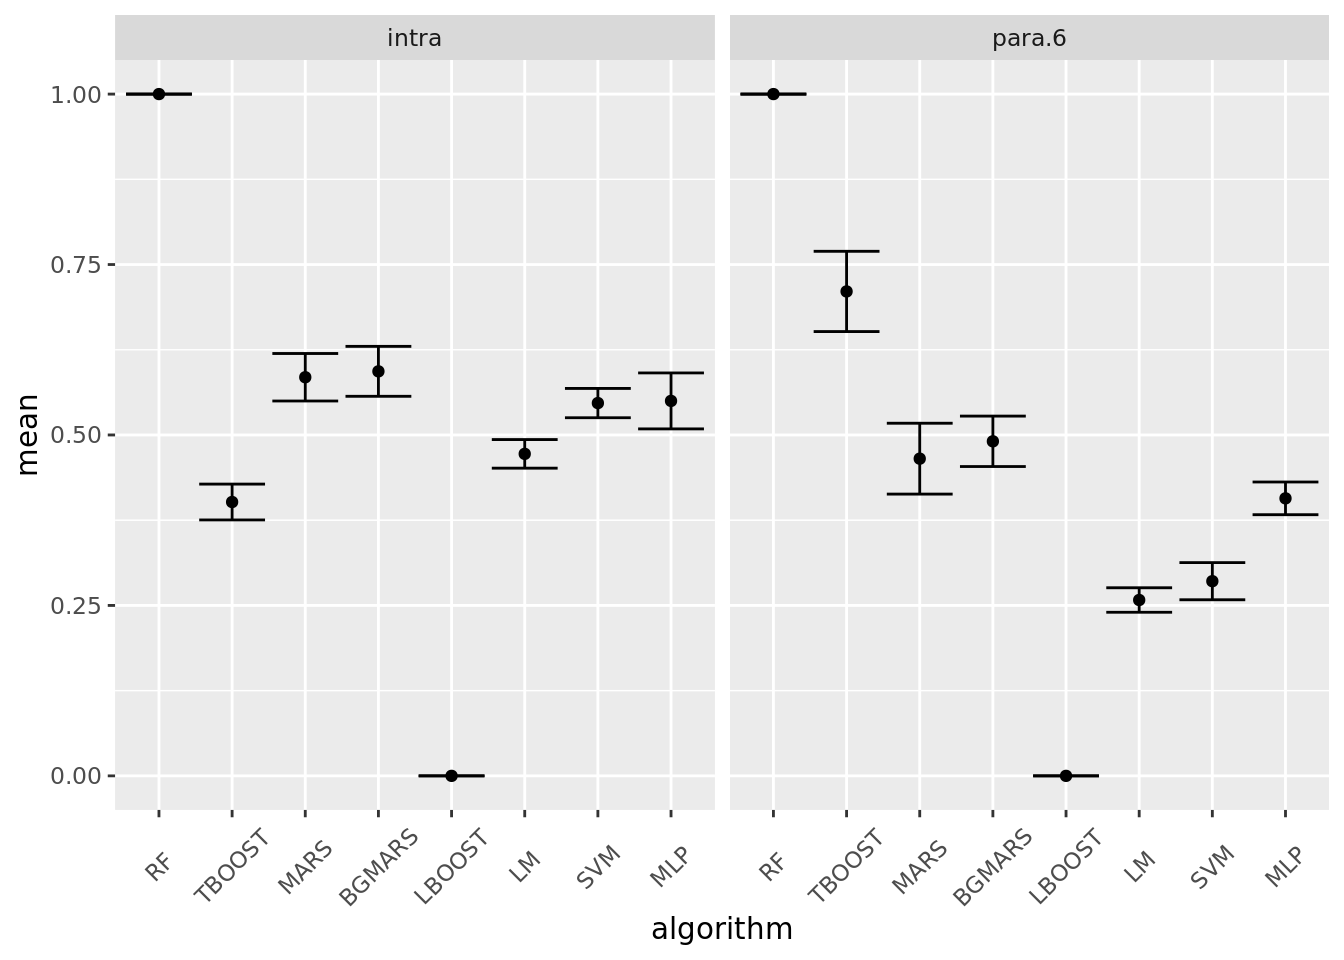 intra
para.6
mean
1.00
0.75
0.50
0.25
0.00
RF TBOOST MARS BGMARS LBOOST LM SVM MLP
RF TBOOST MARS BGMARS LBOOST LM SVM MLP
algorithm